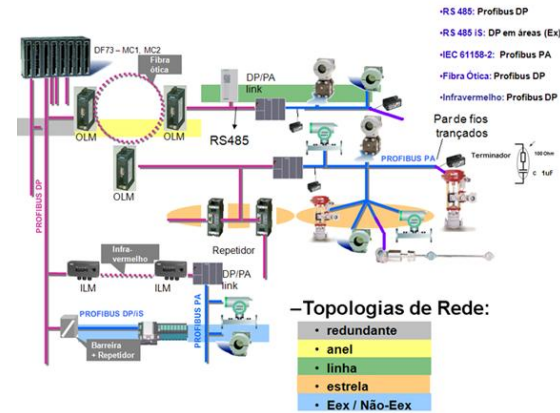 •RS 485: Profibus DP
•RS 485 iS: DP em áreas (Ex)
•IEC 61158-2: Profibus PA
•Fibra Ótica: Profibus DP
•Infravermelho: Profibus DP
DF73 – MC1, MC2
Fibra
ótica
DP/PA
link
OLM
OLM
RS485
OLM
Par de fios
trançados
PROFIBUS PA
Terminador
100 Ohm
C 1uF
PROFIBUS DP
Repetidor
Infra-
vermelho
ILM
ILM
DP/PA
link
PROFIBUS DP/iS
PROFIBUS PA
Barreira
+ Repetidor
–Topologias de Rede:
• redundante
• anel
• linha
• estrela
• Eex / Não-Eex